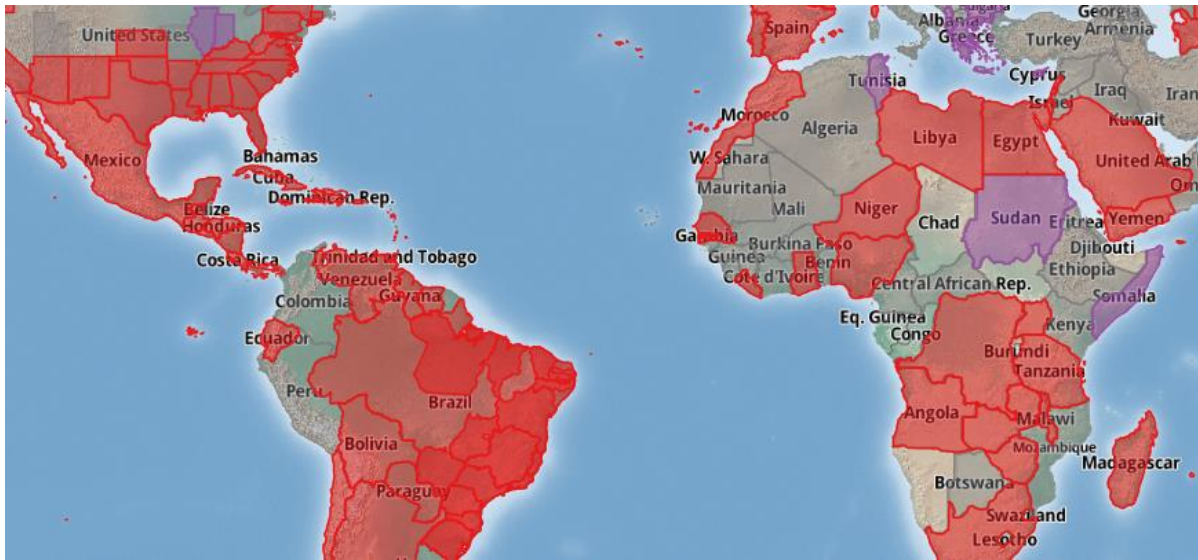 United States
Mexico
Bahamas
Cuba
Dominican Rep.
Belize
Honduras
Costa Rica
Trinidad and Tobago
Venezuela
Guyana
Colombia
Ecuador
Peru
Brazil
Bolivia
Paraguay
Spain
Albania
Greece
Georgia
Armenia
Turkey
Tunisia
Cyprus
Iraq
Iran
Israel
Kuwait
Morocco
Algeria
Libya
Egypt
United Arab
Om
W. Sahara
Mauritania
Mali
Niger
Chad
Sudan
Eritrea
Yemen
Gambia
Burkina Faso
Guinea
Benin
Cote d'Ivoire
Djibouti
Ethiopia
Central African Rep.
Somalia
Eq. Guinea
Congo
Kenya
Burundi
Tanzania
Angola
Malawi
Mozambique
Madagascar
Botswana
Swaziland
Lesotho